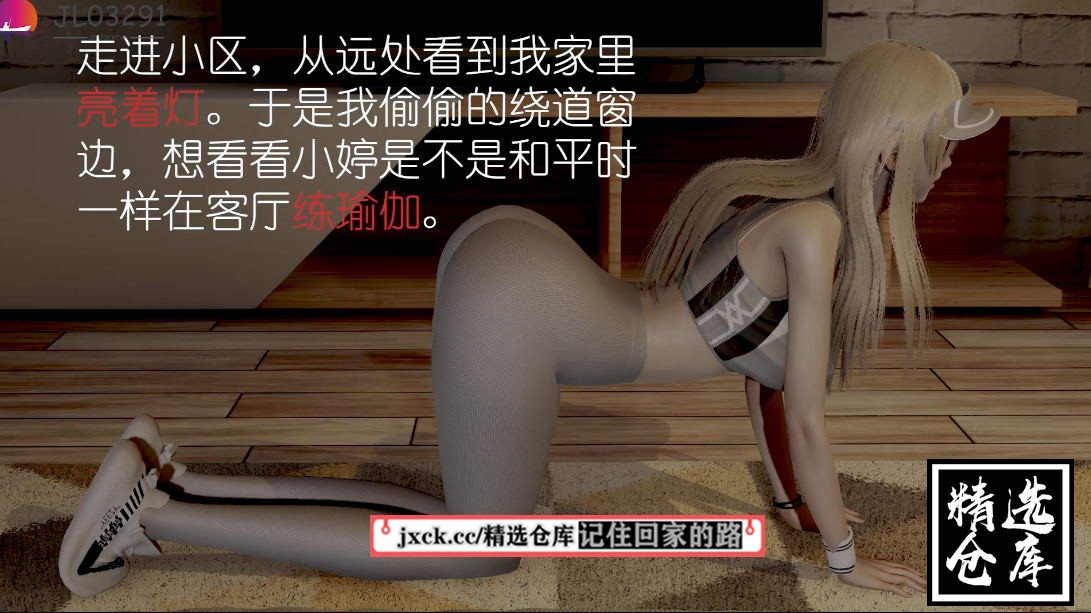 JL03291
走进小区，从远处看到我家里
亮着灯。于是我偷偷的绕道窗
边，想看看小婷是不是和平时
一样在客厅练瑜伽。
jxck.cc/精选仓库 记住回家的路
精选
仓库